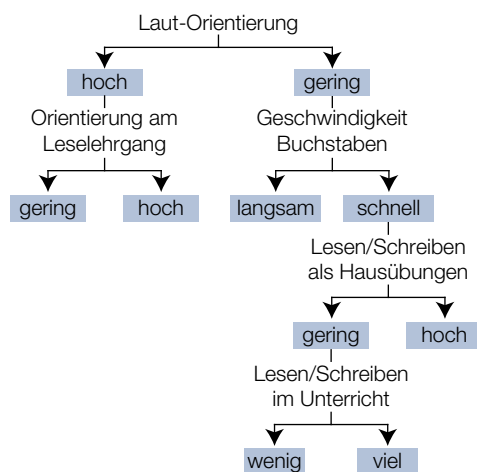 Laut-Orientierung
hoch gering
Orientierung am Geschwindigkeit
Leselehrgang Buchstaben
gering hoch langsam schnell
Lesen/Schreiben
als Hausübungen
gering hoch
Lesen/Schreiben
im Unterricht
wenig viel